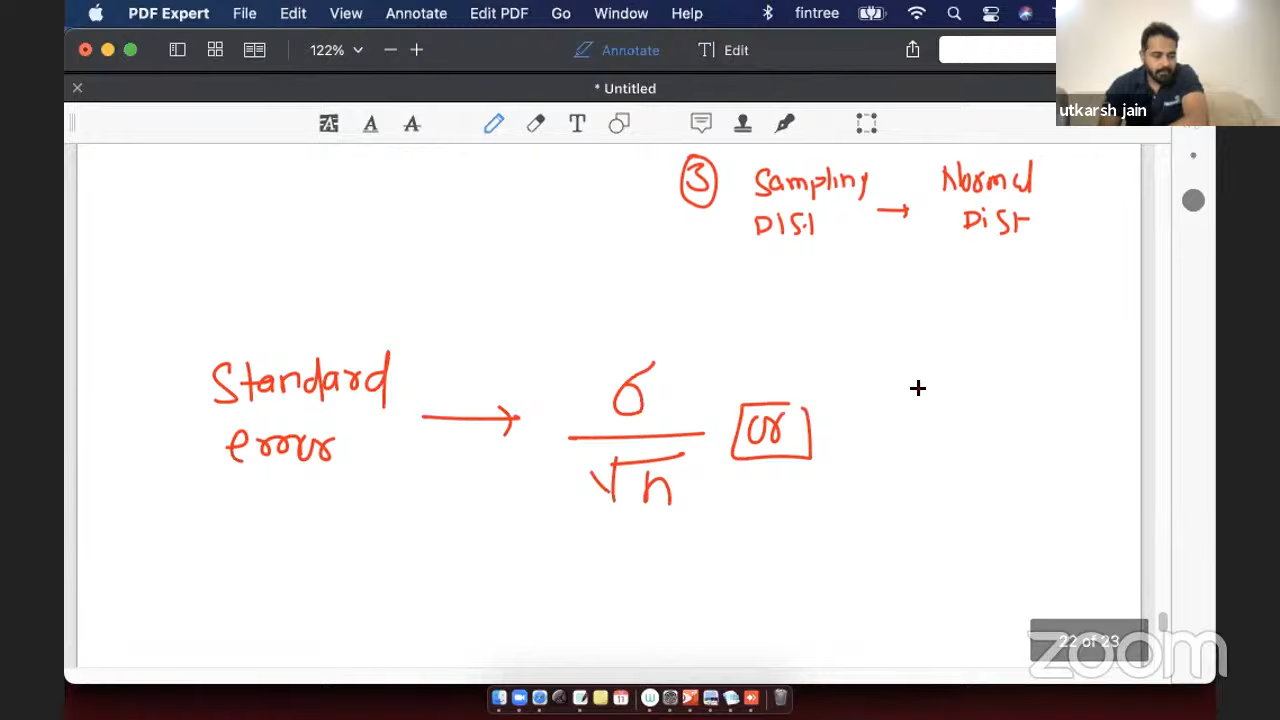 PDF Expert File Edit View Annotate Edit PDF Go Window Help fintree
122% Annotate T Edit
utkarsh jain
* Untitled
3 Sampling Normal
Dist → Dist
Standard → σ or
error √n
22 of 23
zoom